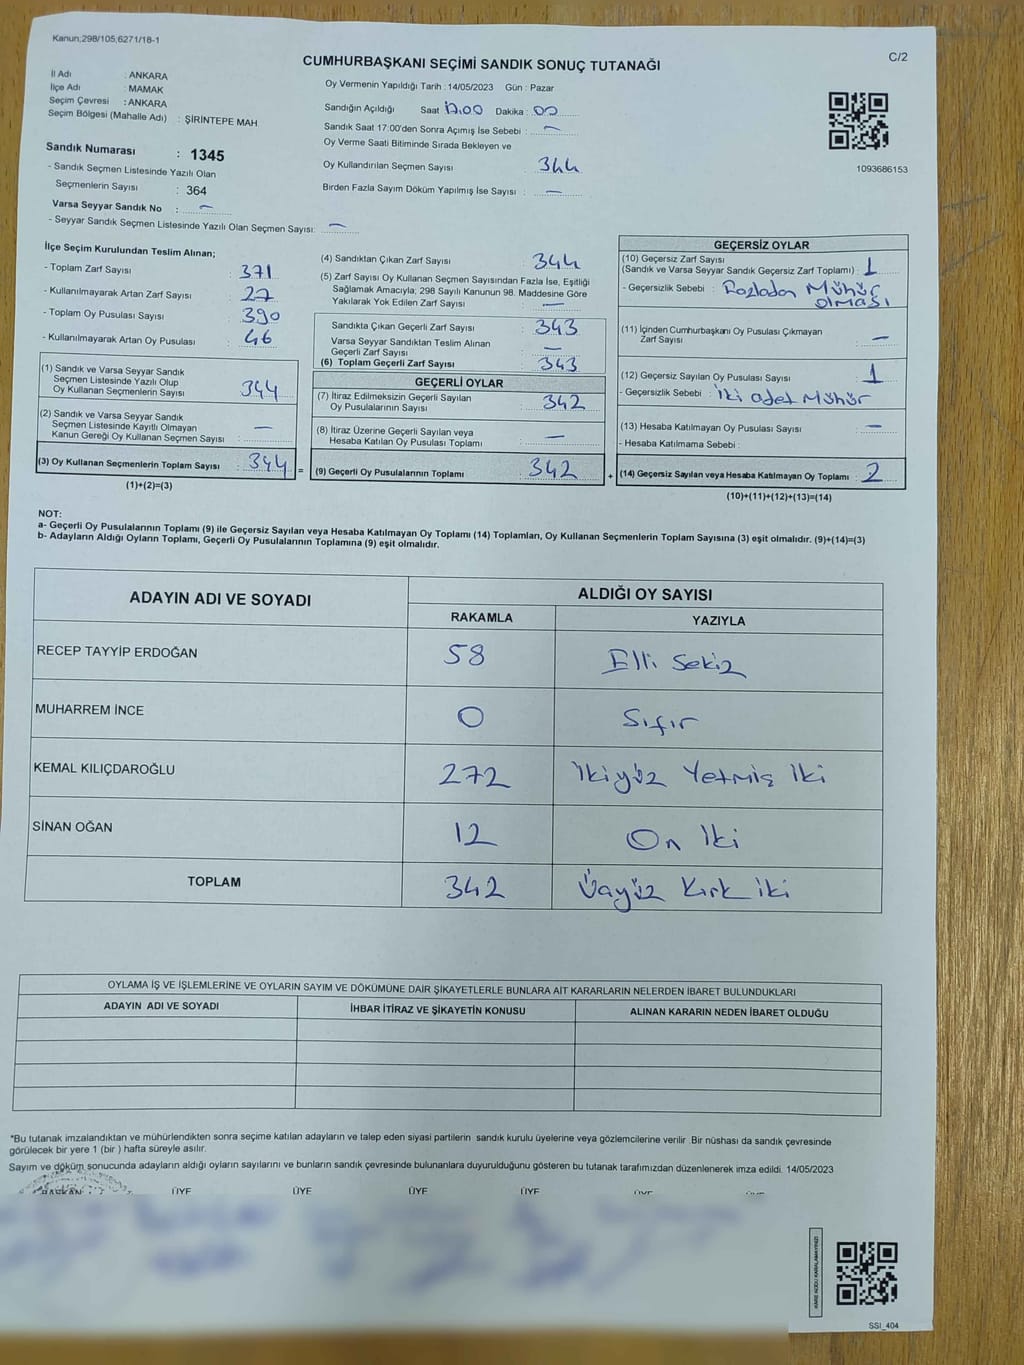 Kanun;298/105;6271/18-1
C/2
CUMHURBAŞKANI SEÇİMİ SANDIK SONUÇ TUTANAĞI
İl Adı : ANKARA
İlçe Adı : MAMAK
Seçim Çevresi : ANKARA
Seçim Bölgesi (Mahalle Adı) : ŞİRİNTEPE MAH
Sandık Numarası : 1345
- Sandık Seçmen Listesinde Yazılı Olan
Seçmenlerin Sayısı : 364
Varsa Seyyar Sandık No : —
- Seyyar Sandık Seçmen Listesinde Yazılı Olan Seçmen Sayısı: —
Oy Vermenin Yapıldığı Tarih : 14/05/2023 Gün : Pazar
Sandığın Açıldığı Saat 17.00 Dakika : 00
Sandık Saat 17:00'den Sonra Açımış İse Sebebi : —
Oy Verme Saati Bitiminde Sırada Bekleyen ve
Oy Kullandırılan Seçmen Sayısı 344
Birden Fazla Sayım Döküm Yapılmış İse Sayısı : —
1093686153
İlçe Seçim Kurulundan Teslim Alınan;
- Toplam Zarf Sayısı : 371
- Kullanılmayarak Artan Zarf Sayısı : 27
- Toplam Oy Pusulası Sayısı : 390
- Kullanılmayarak Artan Oy Pusulası : 46
(1) Sandık ve Varsa Seyyar Sandık
Seçmen Listesinde Yazılı Olup
Oy Kullanan Seçmenlerin Sayısı : 344
(2) Sandık ve Varsa Seyyar Sandık
Seçmen Listesinde Kayıtlı Olmayan
Kanun Gereği Oy Kullanan Seçmen Sayısı : —
(3) Oy Kullanan Seçmenlerin Toplam Sayısı : 344
(1)+(2)=(3)
(4) Sandıktan Çıkan Zarf Sayısı : 344
(5) Zarf Sayısı Oy Kullanan Seçmen Sayısından Fazla İse, Eşitliği
Sağlamak Amacıyla; 298 Sayılı Kanunun 98. Maddesine Göre
Yakılarak Yok Edilen Zarf Sayısı : —
Sandıkta Çıkan Geçerli Zarf Sayısı : 343
Varsa Seyyar Sandıktan Teslim Alınan
Geçerli Zarf Sayısı : —
(6) Toplam Geçerli Zarf Sayısı : 343
GEÇERLİ OYLAR
(7) İtiraz Edilmeksizin Geçerli Sayılan
Oy Pusulalarının Sayısı : 342
(8) İtiraz Üzerine Geçerli Sayılan veya
Hesaba Katılan Oy Pusulası Toplamı : —
= (9) Geçerli Oy Pusulalarının Toplamı : 342
GEÇERSİZ OYLAR
(10) Geçersiz Zarf Sayısı
(Sandık ve Varsa Seyyar Sandık Geçersiz Zarf Toplamı) : 1
- Geçersizlik Sebebi : Fazladan Mühür
olması
(11) İçinden Cumhurbaşkanı Oy Pusulası Çıkmayan
Zarf Sayısı : —
(12) Geçersiz Sayılan Oy Pusulası Sayısı : 1
- Geçersizlik Sebebi : İki adet Mühür
(13) Hesaba Katılmayan Oy Pusulası Sayısı : —
- Hesaba Katılmama Sebebi :
+ (14) Geçersiz Sayılan veya Hesaba Katılmayan Oy Toplamı : 2
(10)+(11)+(12)+(13)=(14)
NOT:
a- Geçerli Oy Pusulalarının Toplamı (9) ile Geçersiz Sayılan veya Hesaba Katılmayan Oy Toplamı (14) Toplamları, Oy Kullanan Seçmenlerin Toplam Sayısına (3) eşit olmalıdır. (9)+(14)=(3)
b- Adayların Aldığı Oyların Toplamı, Geçerli Oy Pusulalarının Toplamına (9) eşit olmalıdır.
ADAYIN ADI VE SOYADI ALDIĞI OY SAYISI
RAKAMLA YAZIYLA
RECEP TAYYİP ERDOĞAN 58 Elli Sekiz
MUHARREM İNCE 0 Sıfır
KEMAL KILIÇDAROĞLU 272 İkiyüz Yetmiş İki
SİNAN OĞAN 12 On İki
TOPLAM 342 Üçyüz Kırk iki
OYLAMA İŞ VE İŞLEMLERİNE VE OYLARIN SAYIM VE DÖKÜMÜNE DAİR ŞİKAYETLERLE BUNLARA AİT KARARLARIN NELERDEN İBARET BULUNDUKLARI
ADAYIN ADI VE SOYADI İHBAR İTİRAZ VE ŞİKAYETİN KONUSU ALINAN KARARIN NEDEN İBARET OLDUĞU
*Bu tutanak imzalandıktan ve mühürlendikten sonra seçime katılan adayların ve talep eden siyasi partilerin sandık kurulu üyelerine veya gözlemcilerine verilir. Bir nüshası da sandık çevresinde
görülecek bir yere 1 (bir ) hafta süreyle asılır.
Sayım ve döküm sonucunda adayların aldığı oyların sayılarını ve bunların sandık çevresinde bulunanlara duyurulduğunu gösteren bu tutanak tarafımızdan düzenlenerek imza edildi. 14/05/2023
BAŞKAN ÜYE ÜYE ÜYE ÜYE ÜYE ÜYE
KARE KODU KARALAMAYINIZ!
SSI_404